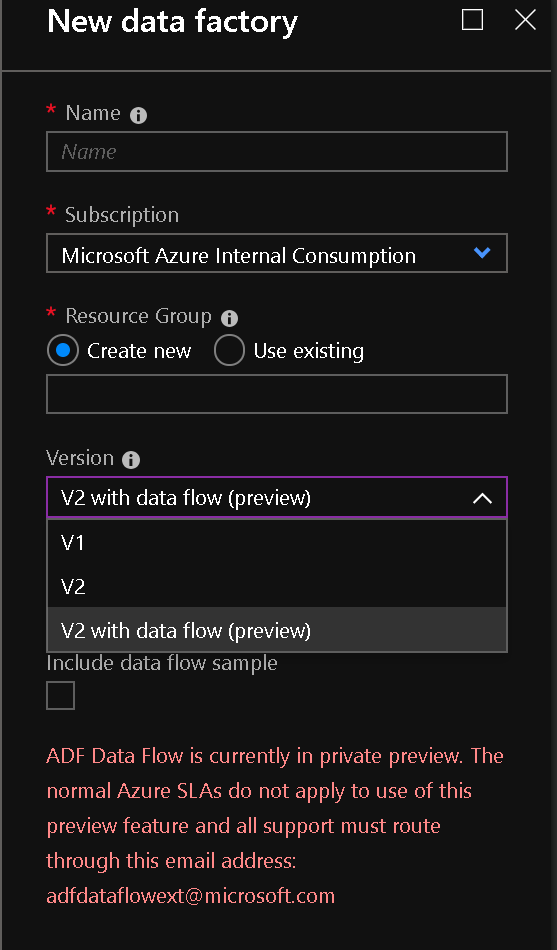 New data factory
* Name
Name
* Subscription
Microsoft Azure Internal Consumption
* Resource Group
Create new Use existing
Version
V2 with data flow (preview)
V1
V2
V2 with data flow (preview)
Include data flow sample
ADF Data Flow is currently in private preview. The
normal Azure SLAs do not apply to use of this
preview feature and all support must route
through this email address:
adfdataflowext@microsoft.com